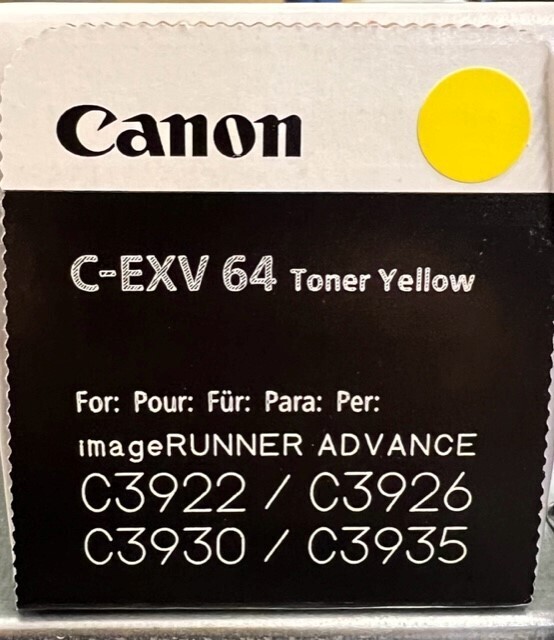 Canon
C-EXV 64 Toner Yellow
For: Pour: Für: Para: Per:
imageRUNNER ADVANCE
C3922 / C3926
C3930 / C3935